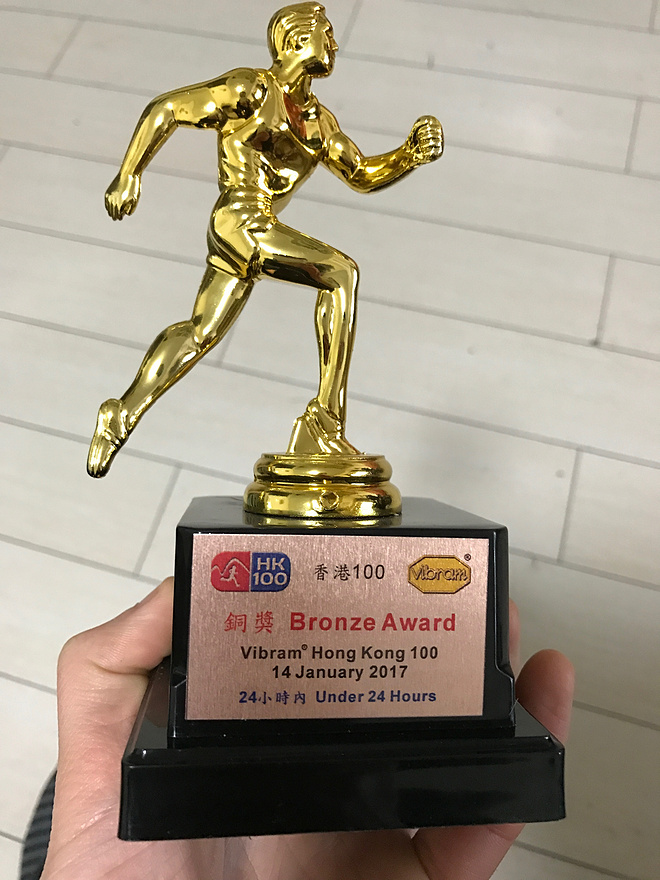 HK 100 香港100 Vibram®
銅獎 Bronze Award
Vibram® Hong Kong 100
14 January 2017
24小時內 Under 24 Hours